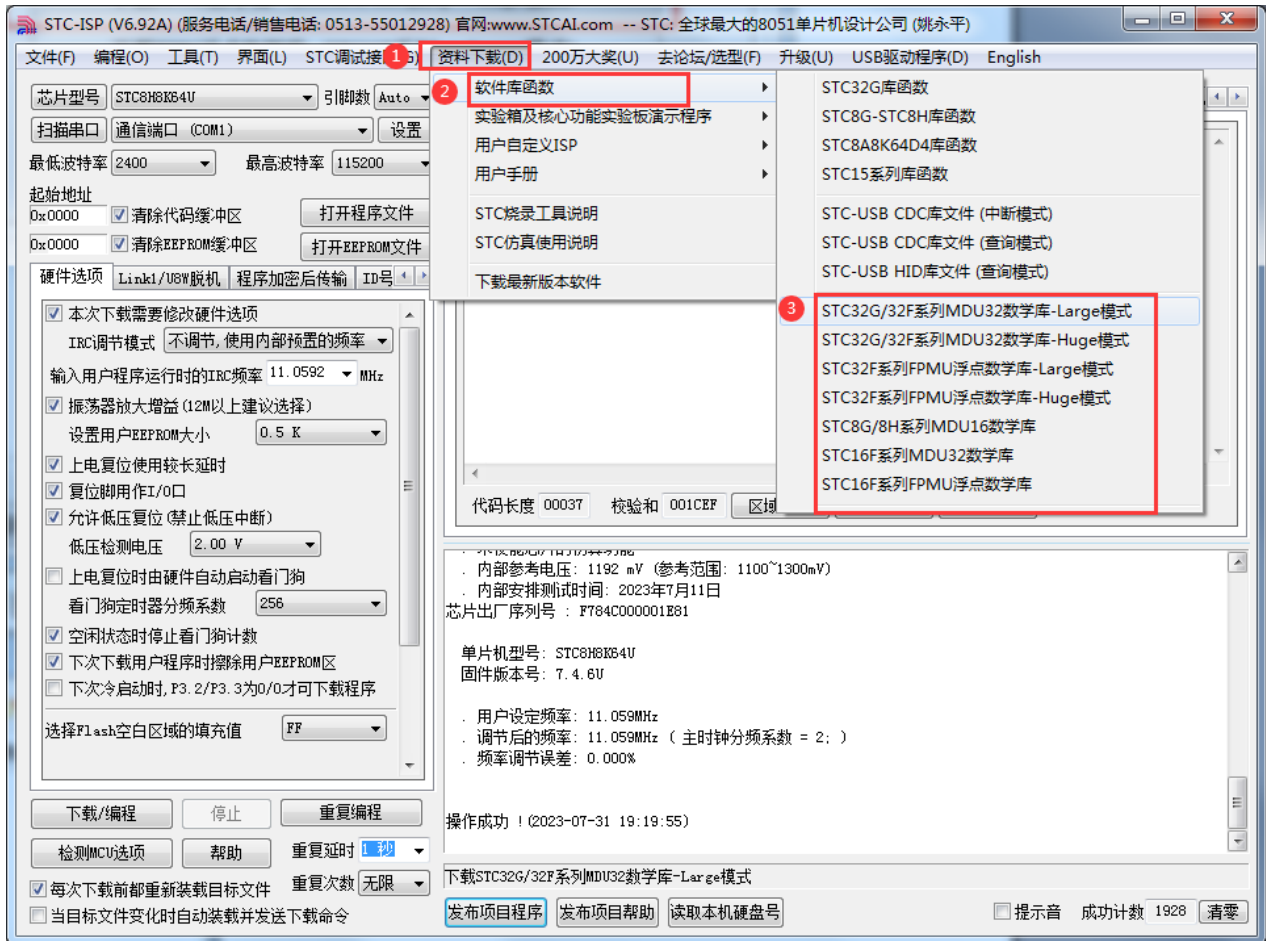 STC-ISP (V6.92A) (服务电话/销售电话: 0513-55012928) 官网:www.STCAI.com -- STC: 全球最大的8051单片机设计公司 (姚永平)
文件(F) 编程(O) 工具(T) 界面(L) STC调试接 G) 资料下载(D) 200万大奖(U) 去论坛/选型(F) 升级(U) USB驱动程序(D) English
1
2
软件库函数
实验箱及核心功能实验板演示程序
用户自定义ISP
用户手册
STC烧录工具说明
STC仿真使用说明
下载最新版本软件
STC32G库函数
STC8G-STC8H库函数
STC8A8K64D4库函数
STC15系列库函数
STC-USB CDC库文件 (中断模式)
STC-USB CDC库文件 (查询模式)
STC-USB HID库文件 (查询模式)
3
STC32G/32F系列MDU32数学库-Large模式
STC32G/32F系列MDU32数学库-Huge模式
STC32F系列FPMU浮点数学库-Large模式
STC32F系列FPMU浮点数学库-Huge模式
STC8G/8H系列MDU16数学库
STC16F系列MDU32数学库
STC16F系列FPMU浮点数学库
芯片型号 STC8H8K64U 引脚数 Auto
扫描串口 通信端口 (COM1) 设置
最低波特率 2400 最高波特率 115200
起始地址
0x0000 清除代码缓冲区 打开程序文件
0x0000 清除EEPROM缓冲区 打开EEPROM文件
硬件选项 Link1/U8W脱机 程序加密后传输 ID号
本次下载需要修改硬件选项
IRC调节模式 不调节,使用内部预置的频率
输入用户程序运行时的IRC频率 11.0592 MHz
振荡器放大增益(12M以上建议选择)
设置用户EEPROM大小 0.5 K
上电复位使用较长延时
复位脚用作I/O口
允许低压复位(禁止低压中断)
低压检测电压 2.00 V
上电复位时由硬件自动启动看门狗
看门狗定时器分频系数 256
空闲状态时停止看门狗计数
下次下载用户程序时擦除用户EEPROM区
下次冷启动时,P3.2/P3.3为0/0才可下载程序
选择Flash空白区域的填充值 FF
下载/编程 停止 重复编程
检测MCU选项 帮助 重复延时 1 秒
每次下载前都重新装载目标文件 重复次数 无限
当目标文件变化时自动装载并发送下载命令
代码长度 00037 校验和 001CEF 区域
. 内部参考电压: 1192 mV (参考范围: 1100~1300mV)
. 内部安排测试时间: 2023年7月11日
芯片出厂序列号 : F784C000001E81
单片机型号: STC8H8K64U
固件版本号: 7.4.6U
. 用户设定频率: 11.059MHz
. 调节后的频率: 11.059MHz ( 主时钟分频系数 = 2; )
. 频率调节误差: 0.000%
操作成功 !(2023-07-31 19:19:55)
下载STC32G/32F系列MDU32数学库-Large模式
发布项目程序 发布项目帮助 读取本机硬盘号 提示音 成功计数 1928 清零